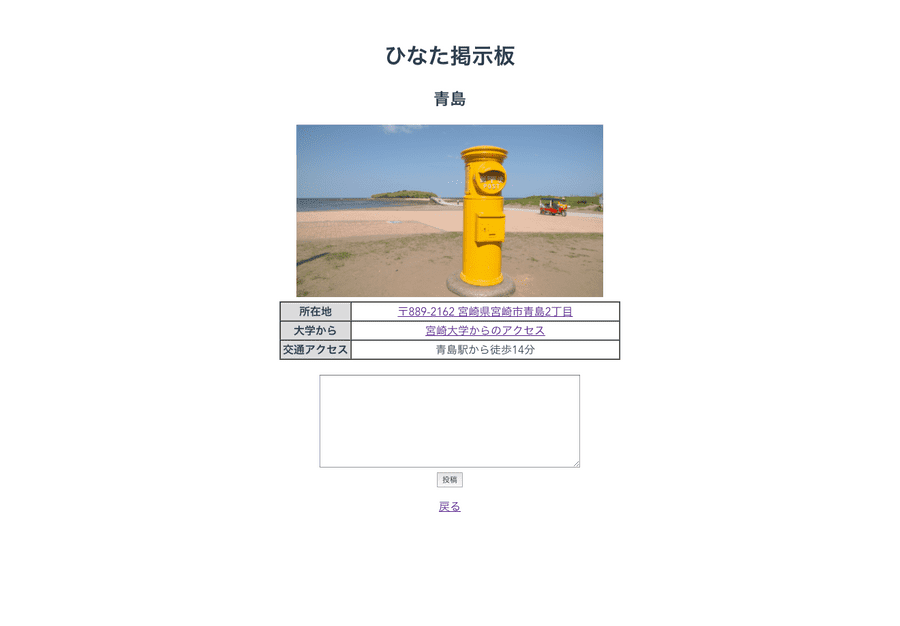 ひなた掲示板
青島
POST
所在地 〒889-2162 宮崎県宮崎市青島2丁目
大学から 宮崎大学からのアクセス
交通アクセス 青島駅から徒歩14分
投稿
戻る